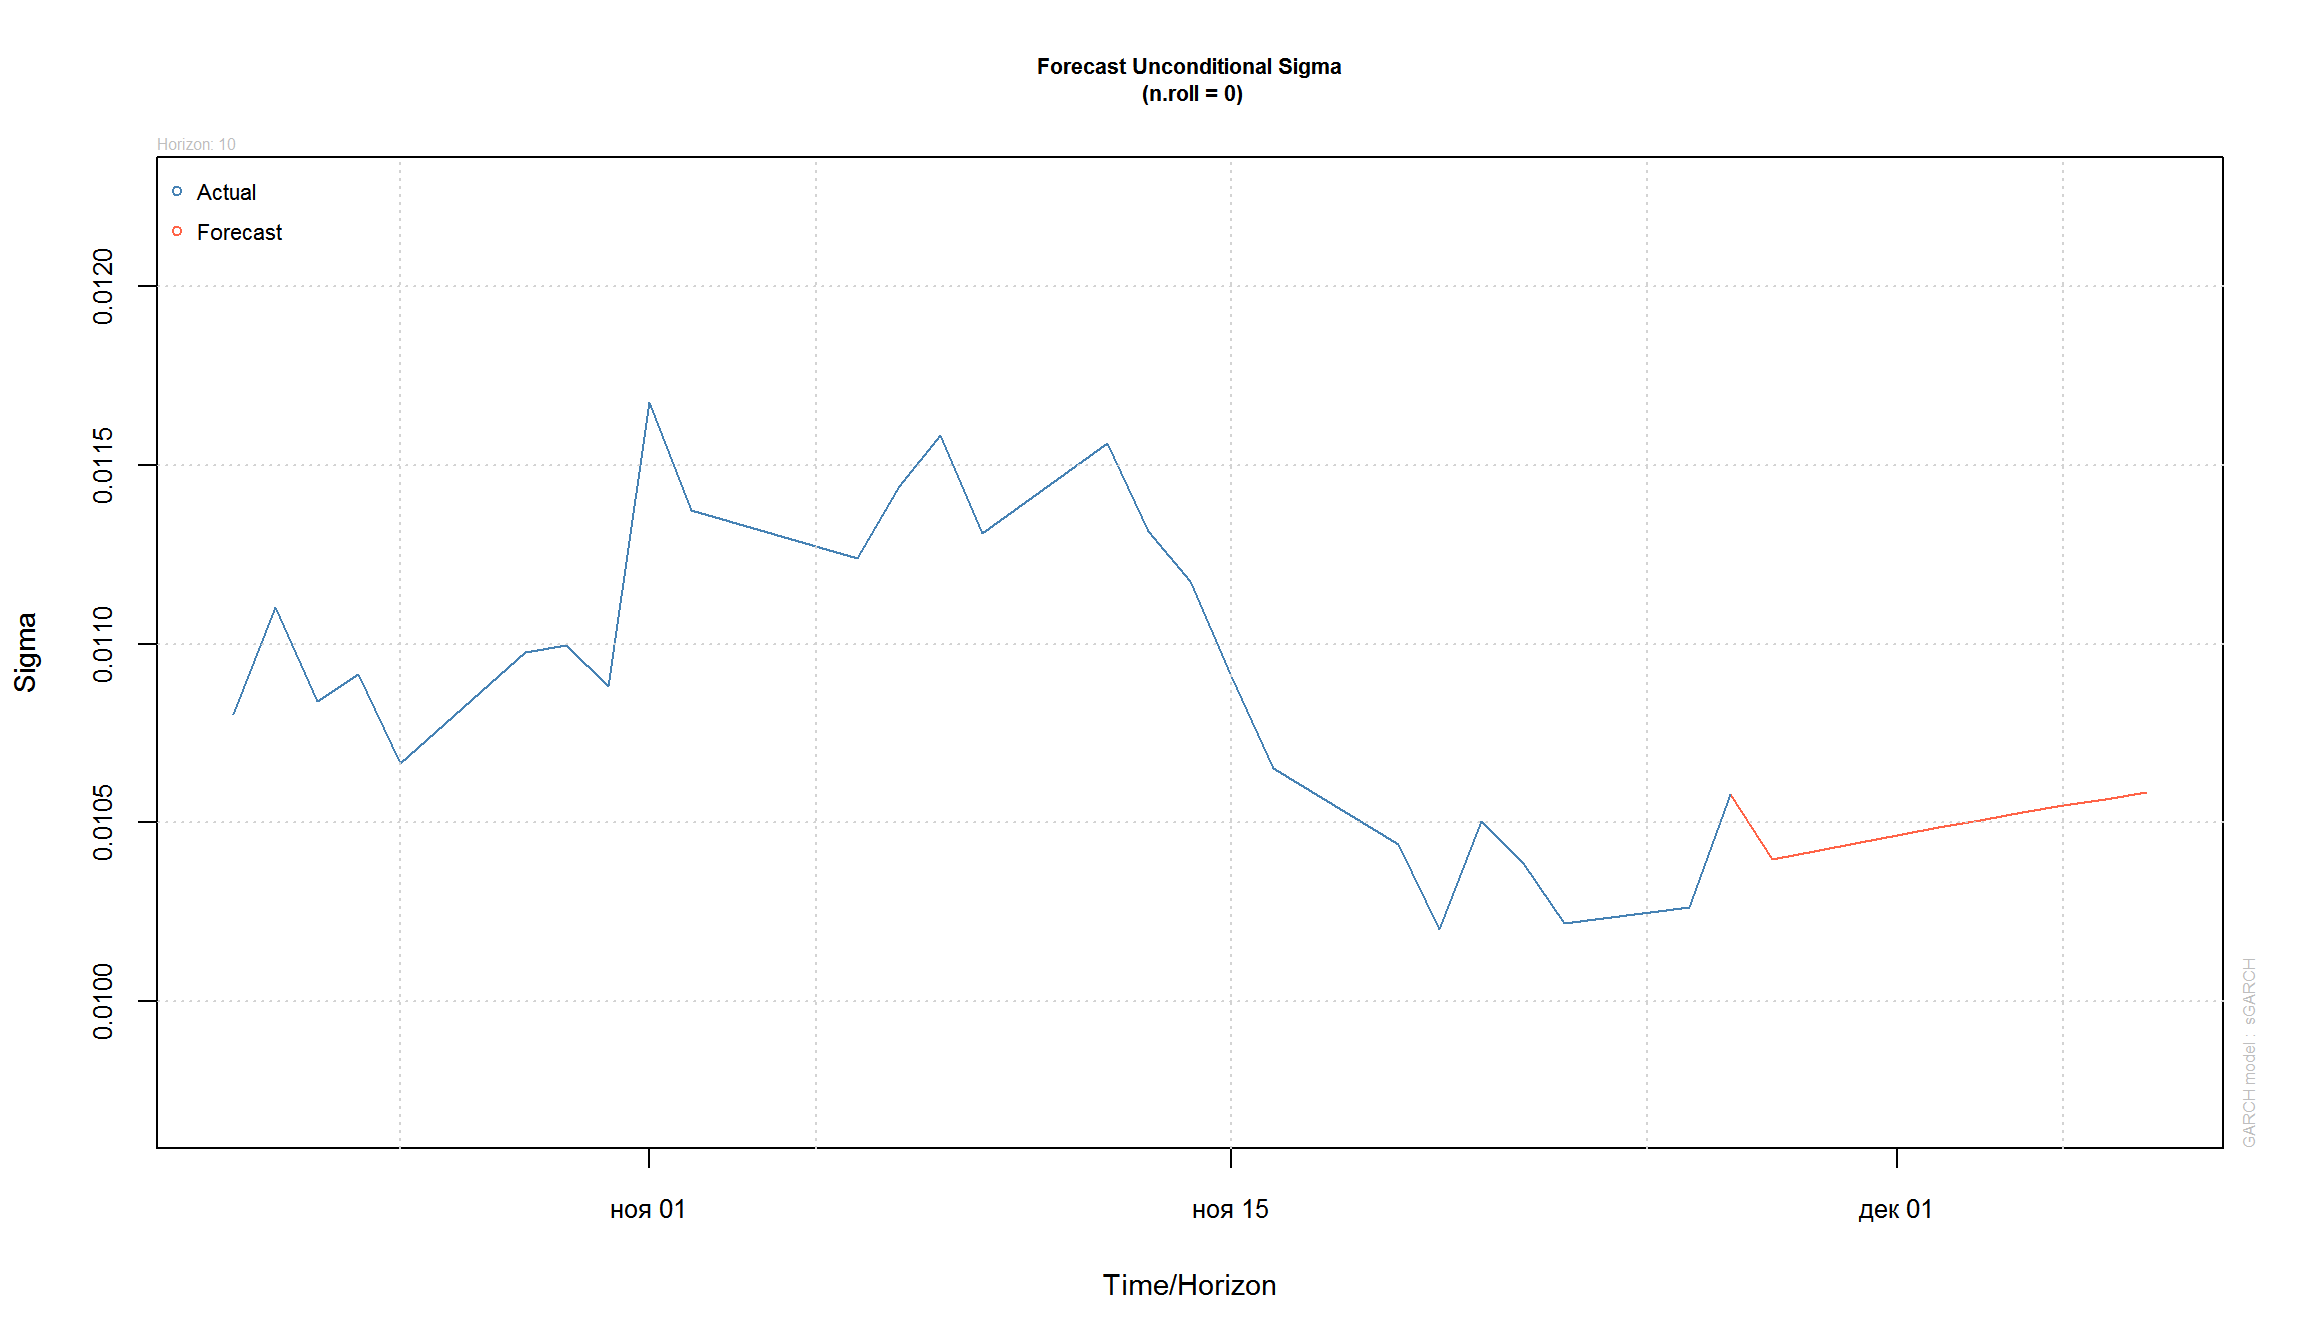 Forecast Unconditional Sigma
(n.roll = 0)
Horizon: 10
Actual
Forecast
0.0120
0.0115
0.0110
0.0105
0.0100
Sigma
ноя 01
ноя 15
дек 01
Time/Horizon
GARCH model : sGARCH